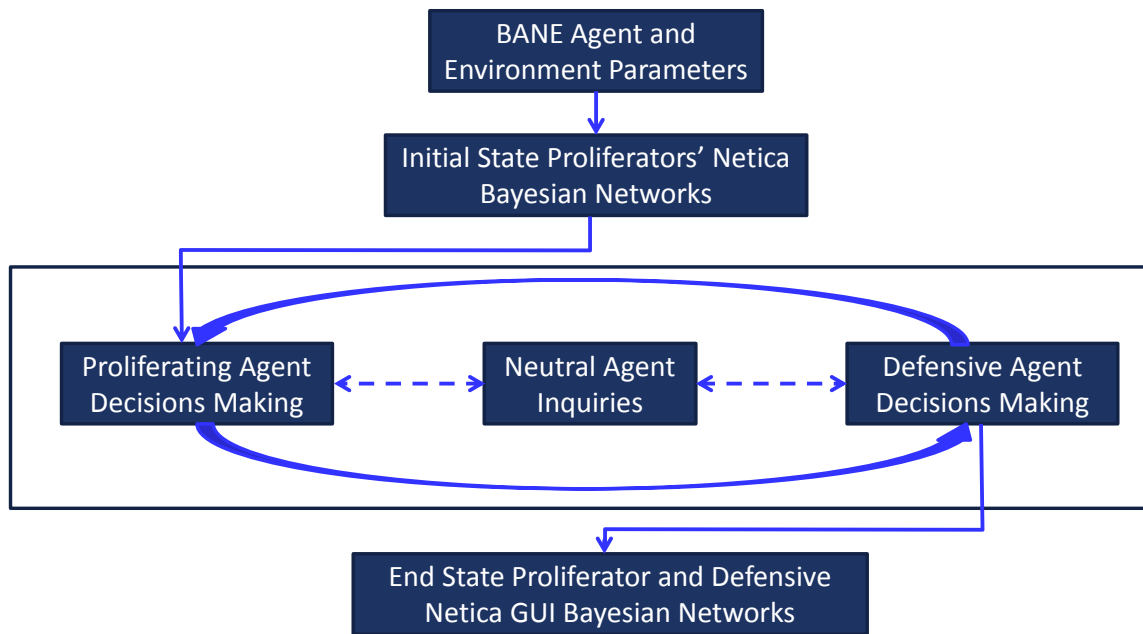 BANE Agent and
Environment Parameters
Initial State Proliferators’ Netica
Bayesian Networks
Proliferating Agent
Decisions Making
Neutral Agent
Inquiries
Defensive Agent
Decisions Making
End State Proliferator and Defensive
Netica GUI Bayesian Networks